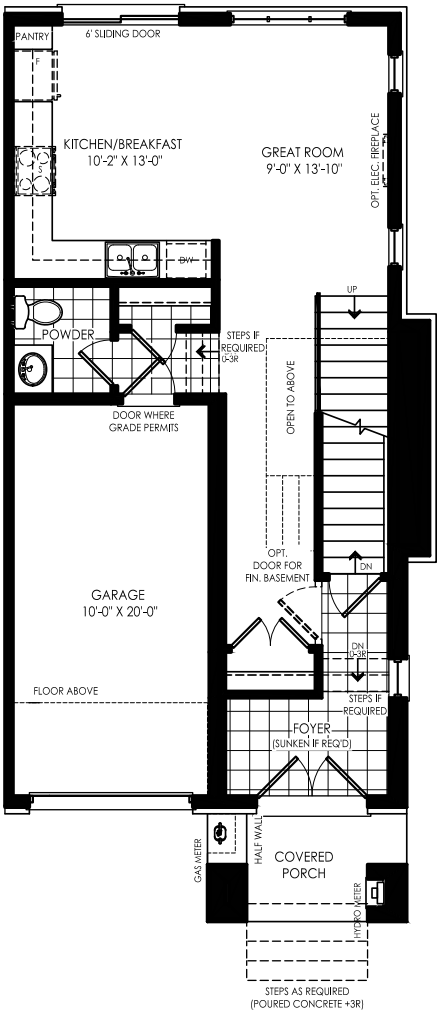 PANTRY
6' SLIDING DOOR
F
KITCHEN/BREAKFAST
10'-2" X 13'-0"
GREAT ROOM
9'-0" X 13'-10"
OPT. ELEC. FIREPLACE
S
DW
UP
POWDER
STEPS IF
REQUIRED
0-3R
OPEN TO ABOVE
DOOR WHERE
GRADE PERMITS
OPT.
DOOR FOR
FIN. BASEMENT
DN
GARAGE
10'-0" X 20'-0"
DN
0-3R
FLOOR ABOVE
STEPS IF
REQUIRED
FOYER
(SUNKEN IF REQ'D)
GAS METER
HALF WALL
COVERED
PORCH
HYDRO METER
STEPS AS REQUIRED
(POURED CONCRETE +3R)